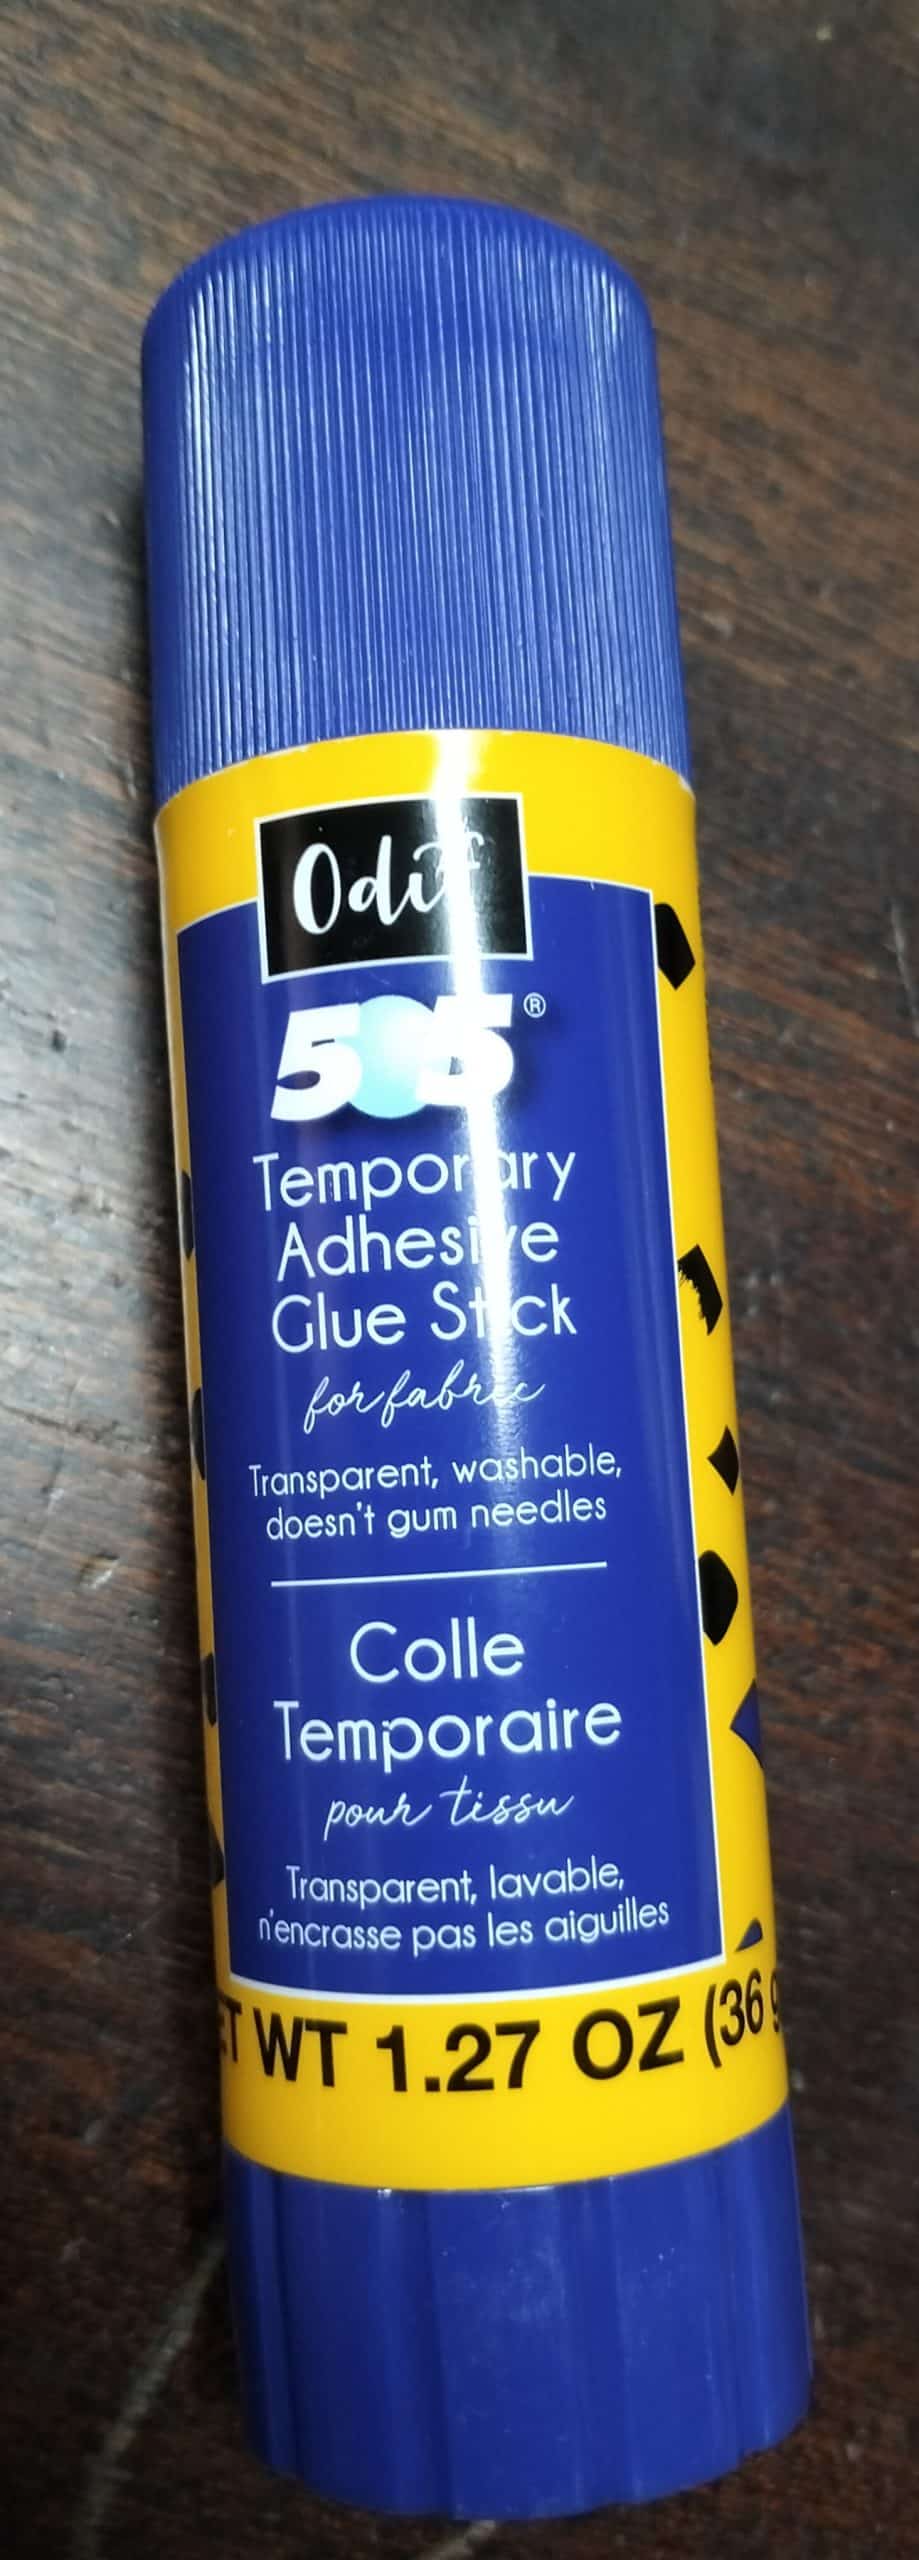 Odif
505®
Temporary
Adhesive
Glue Stick
for fabric
Transparent, washable,
doesn't gum needles
Colle
Temporaire
pour tissu
Transparent, lavable,
n'encrasse pas les aiguilles
WT 1.27 OZ (36 g